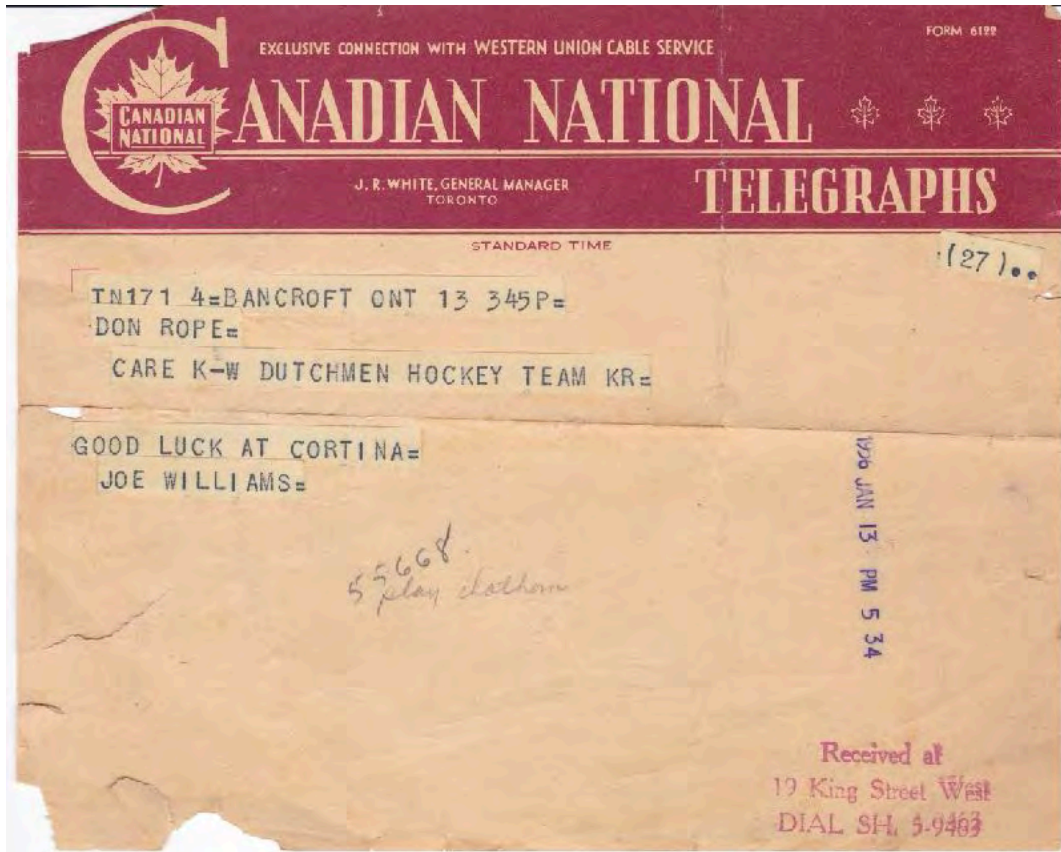 FORM 6122
EXCLUSIVE CONNECTION WITH WESTERN UNION CABLE SERVICE
CANADIAN NATIONAL
CANADIAN NATIONAL
TELEGRAPHS
J. R. WHITE, GENERAL MANAGER
TORONTO
STANDARD TIME
(27)..
TN171 4=BANCROFT ONT 13 345P=
DON ROPE=
CARE K-W DUTCHMEN HOCKEY TEAM KR=
GOOD LUCK AT CORTINA=
JOE WILLIAMS=
1956 JAN 13 PM 5 34
55668.
play chathom
Received at
19 King Street West
DIAL SH. 5-9463